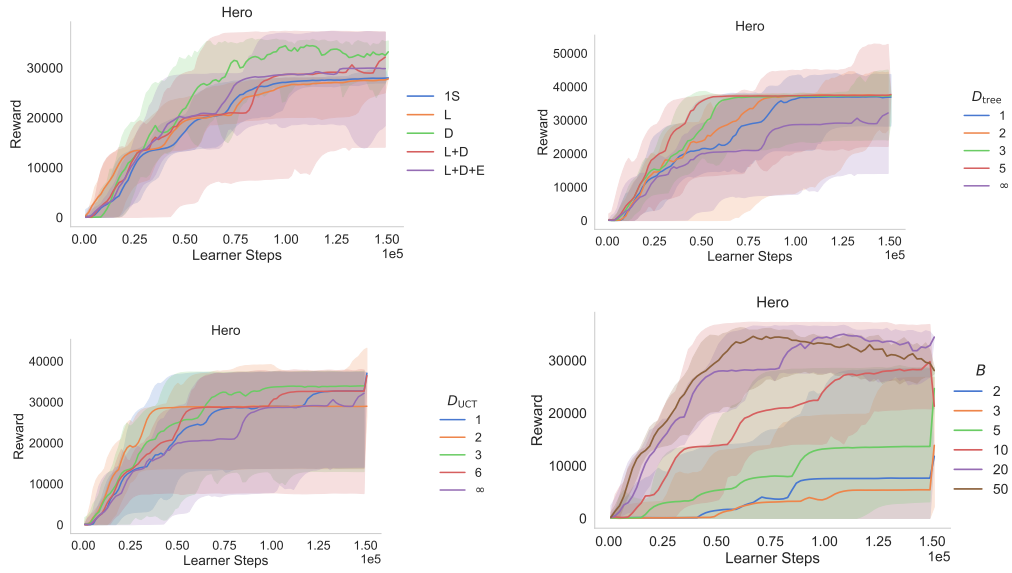 Hero
Reward
30000
20000
10000
0
0.00 0.25 0.50 0.75 1.00 1.25 1.50
Learner Steps
1e5
1S
L
D
L+D
L+D+E
Hero
Reward
50000
40000
30000
20000
10000
0
0.00 0.25 0.50 0.75 1.00 1.25 1.50
Learner Steps
1e5
D_tree
1
2
3
5
∞
Hero
Reward
40000
30000
20000
10000
0
0.00 0.25 0.50 0.75 1.00 1.25 1.50
Learner Steps
1e5
D_UCT
1
2
3
6
∞
Hero
Reward
30000
20000
10000
0
0.00 0.25 0.50 0.75 1.00 1.25 1.50
Learner Steps
1e5
B
2
3
5
10
20
50